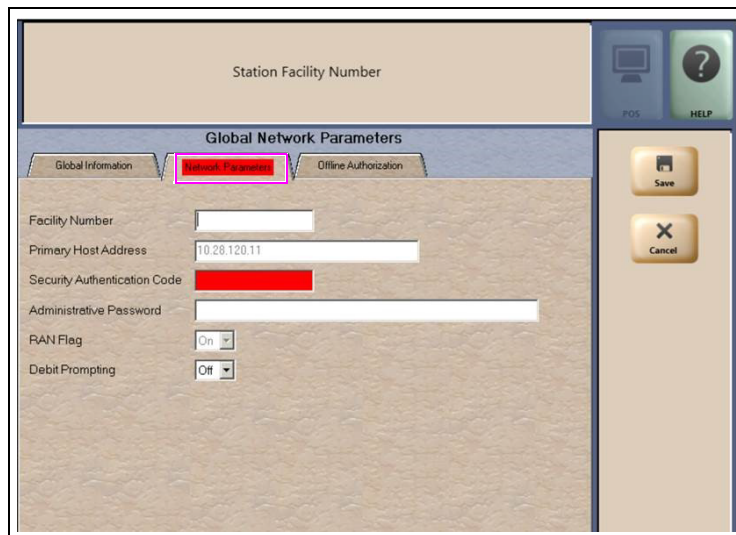 Station Facility Number
POS
HELP
Global Network Parameters
Global Information
Network Parameters
Offline Authorization
Save
Cancel
Facility Number
Primary Host Address 10.28.120.11
Security Authentication Code
Administrative Password
RAN Flag On
Debit Prompting Off